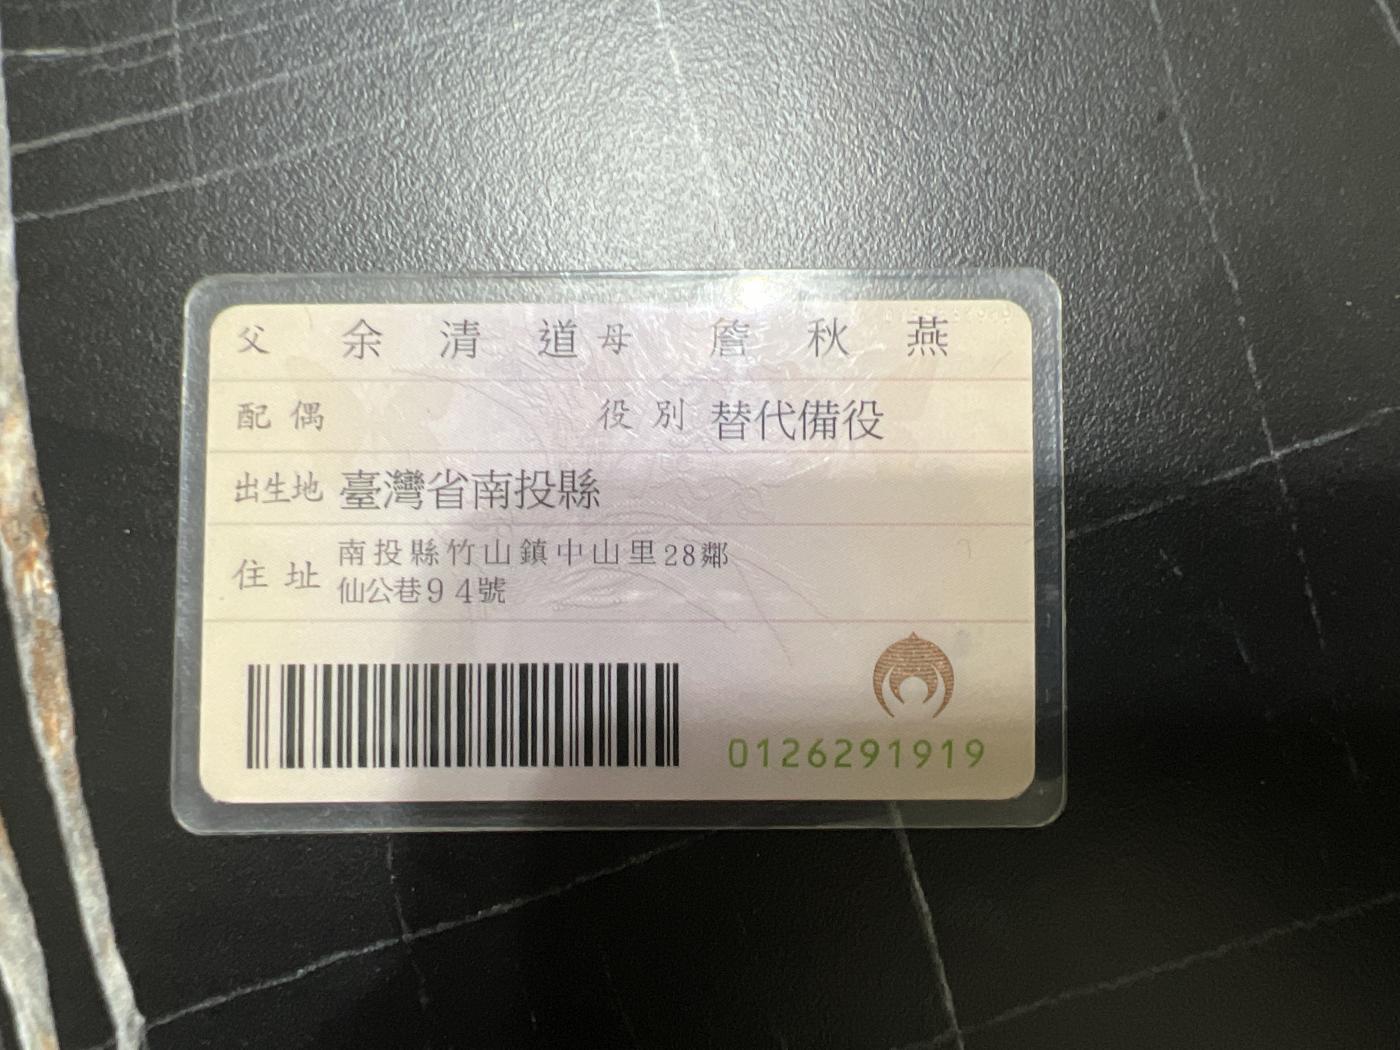 父 余清道 母 詹秋燕
配偶 役別 替代備役
出生地 臺灣省南投縣
住址 南投縣竹山鎮中山里28鄰
仙公巷94號
0126291919